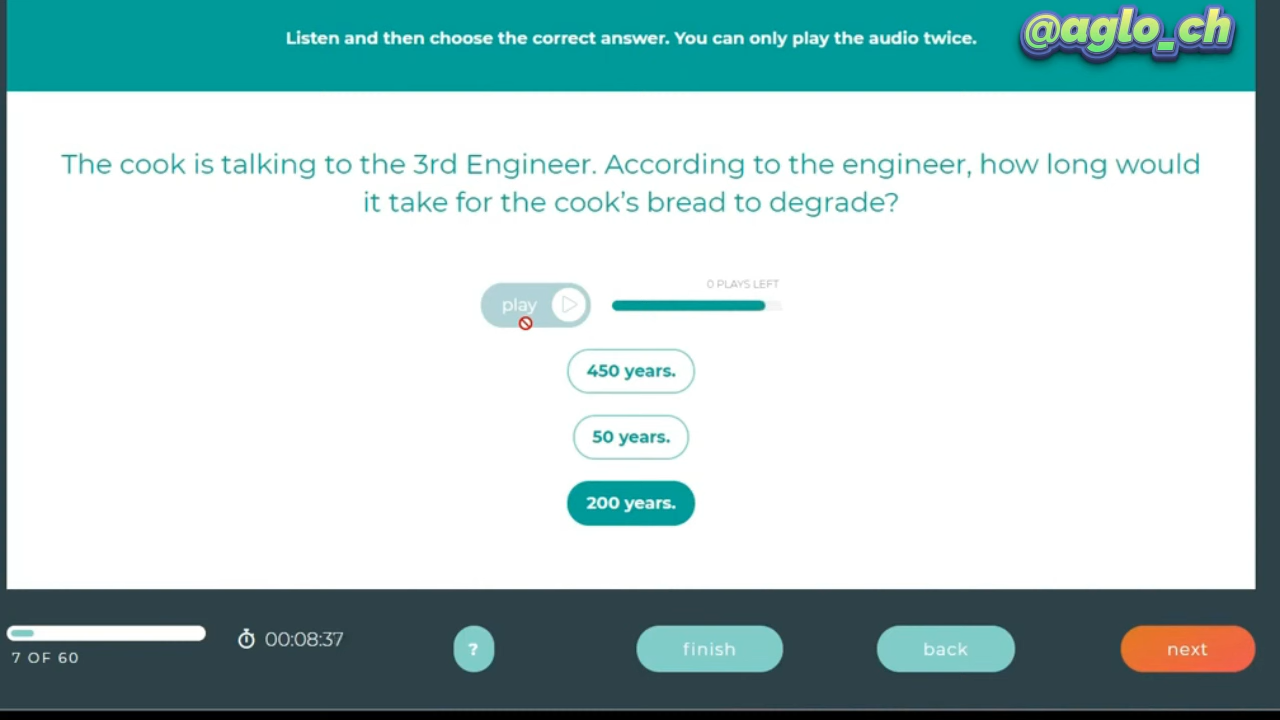 Listen and then choose the correct answer. You can only play the audio twice.
@aglo_ch
The cook is talking to the 3rd Engineer. According to the engineer, how long would
it take for the cook's bread to degrade?
0 PLAYS LEFT
play
450 years.
50 years.
200 years.
7 OF 60
00:08:37
?
finish
back
next